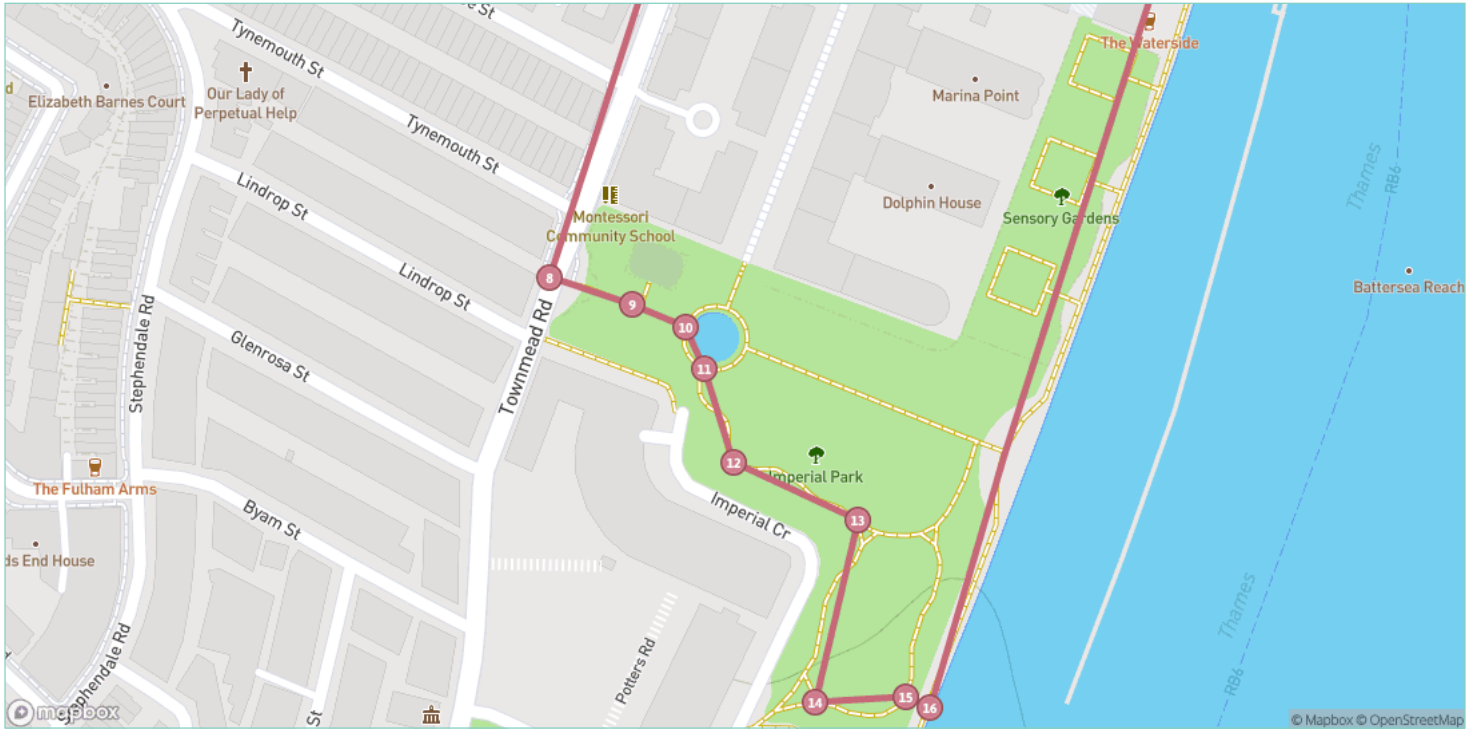 St
Tynemouth St
Our Lady of
Perpetual Help
Elizabeth Barnes Court
d
Tynemouth St
Lindrop St
Montessori
Community School
The Waterside
Marina Point
Dolphin House
Sensory Gardens
Thames
RB6
Battersea Reach
8
9
10
11
12
13
14
15
16
Lindrop St
Stephendale Rd
Glenrosa St
Townmead Rd
The Fulham Arms
Byam St
ds End House
Imperial Park
Imperial Cr
Potters Rd
Stephendale Rd
St
Thames
RB6
mapbox
© Mapbox © OpenStreetMap